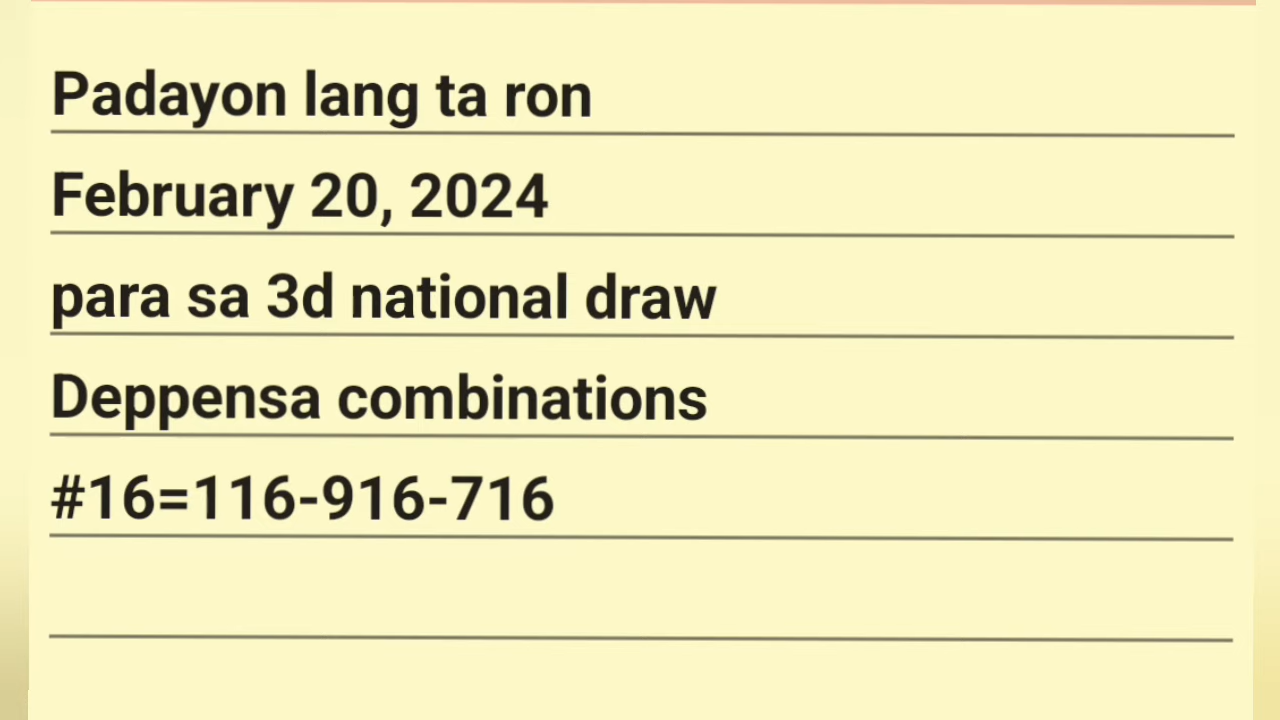 Padayon lang ta ron
February 20, 2024
para sa 3d national draw
Deppensa combinations
#16=116-916-716